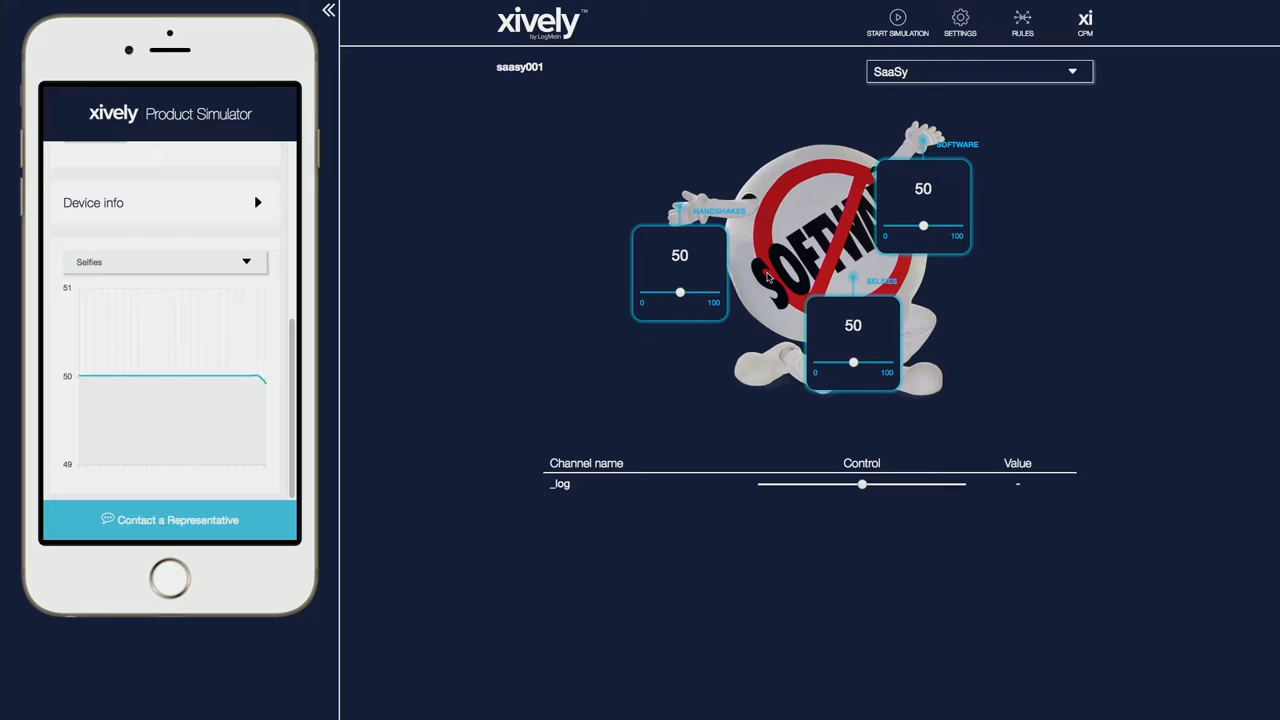 xively Product Simulator
Device info
Selfies
51
50
49
Contact a Representative
xively™
by LogMeIn
START SIMULATION
SETTINGS
RULES
xi
CPM
saasy001
SaaSy
SOFTWARE
50
0 100
HANDSHAKES
50
0 100
SOFTW
SELFIES
50
0 100
Channel name Control Value
_log -